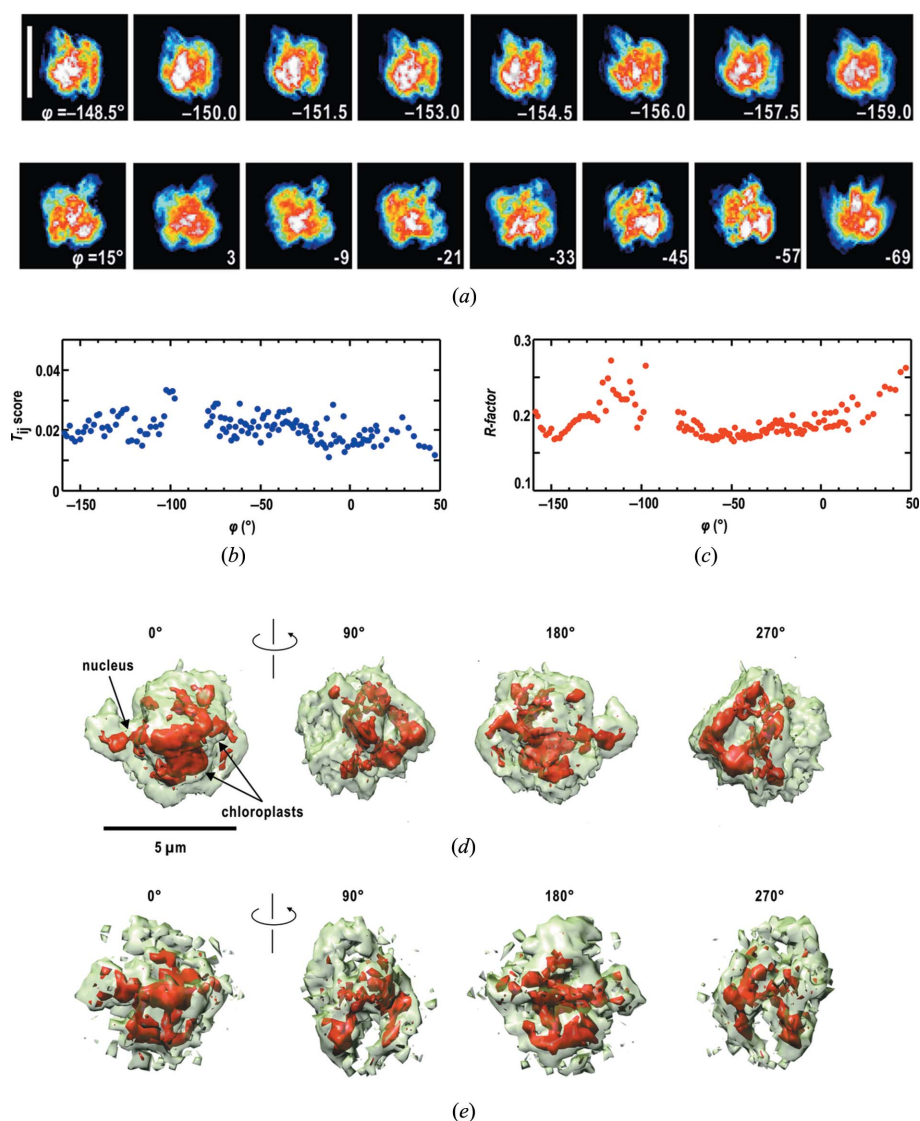 φ =−148.5° −150.0 −151.5 −153.0 −154.5 −156.0 −157.5 −159.0
φ =15° 3 -9 -21 -33 -45 -57 -69
(a)
0.04
0.02
0
Tij score
−150 −100 −50 0 50
φ (°)
(b)
0.3
0.2
0.1
R-factor
−150 −100 −50 0 50
φ (°)
(c)
0° 90° 180° 270°
nucleus
chloroplasts
5 μm
(d)
0° 90° 180° 270°
(e)